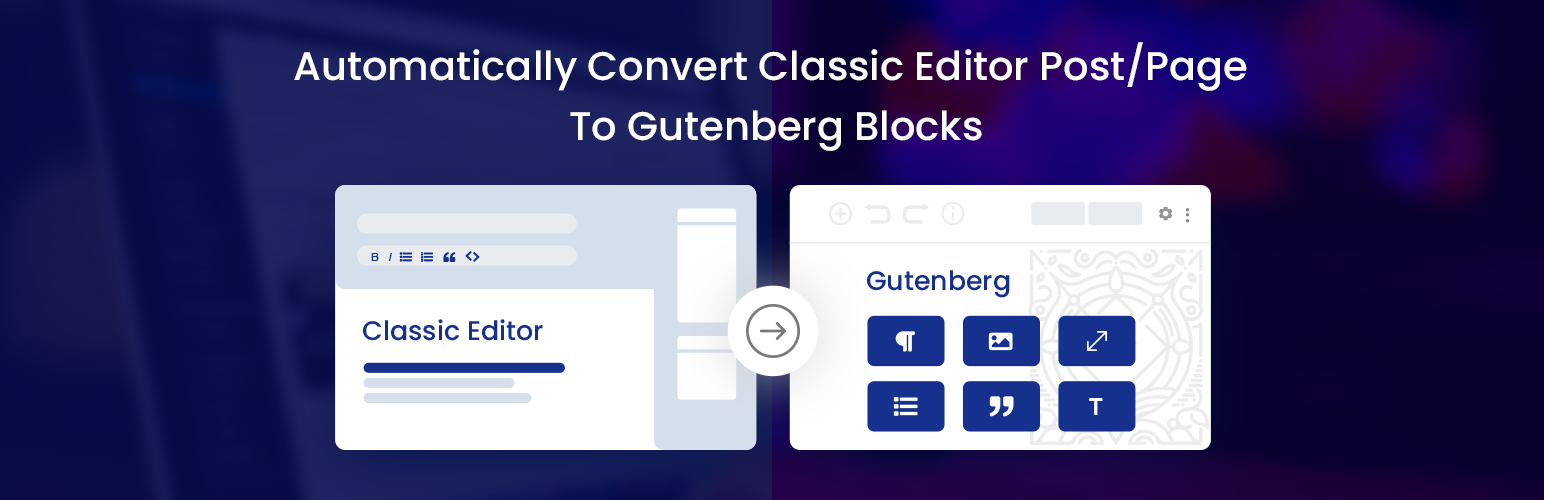 Automatically Convert Classic Editor Post/Page
To Gutenberg Blocks
B I
Classic Editor
Gutenberg
T